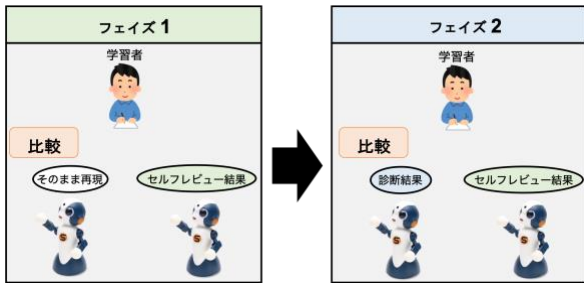 フェイズ 1
学習者
比較
そのまま再現
セルフレビュー結果
フェイズ 2
学習者
比較
診断結果
セルフレビュー結果